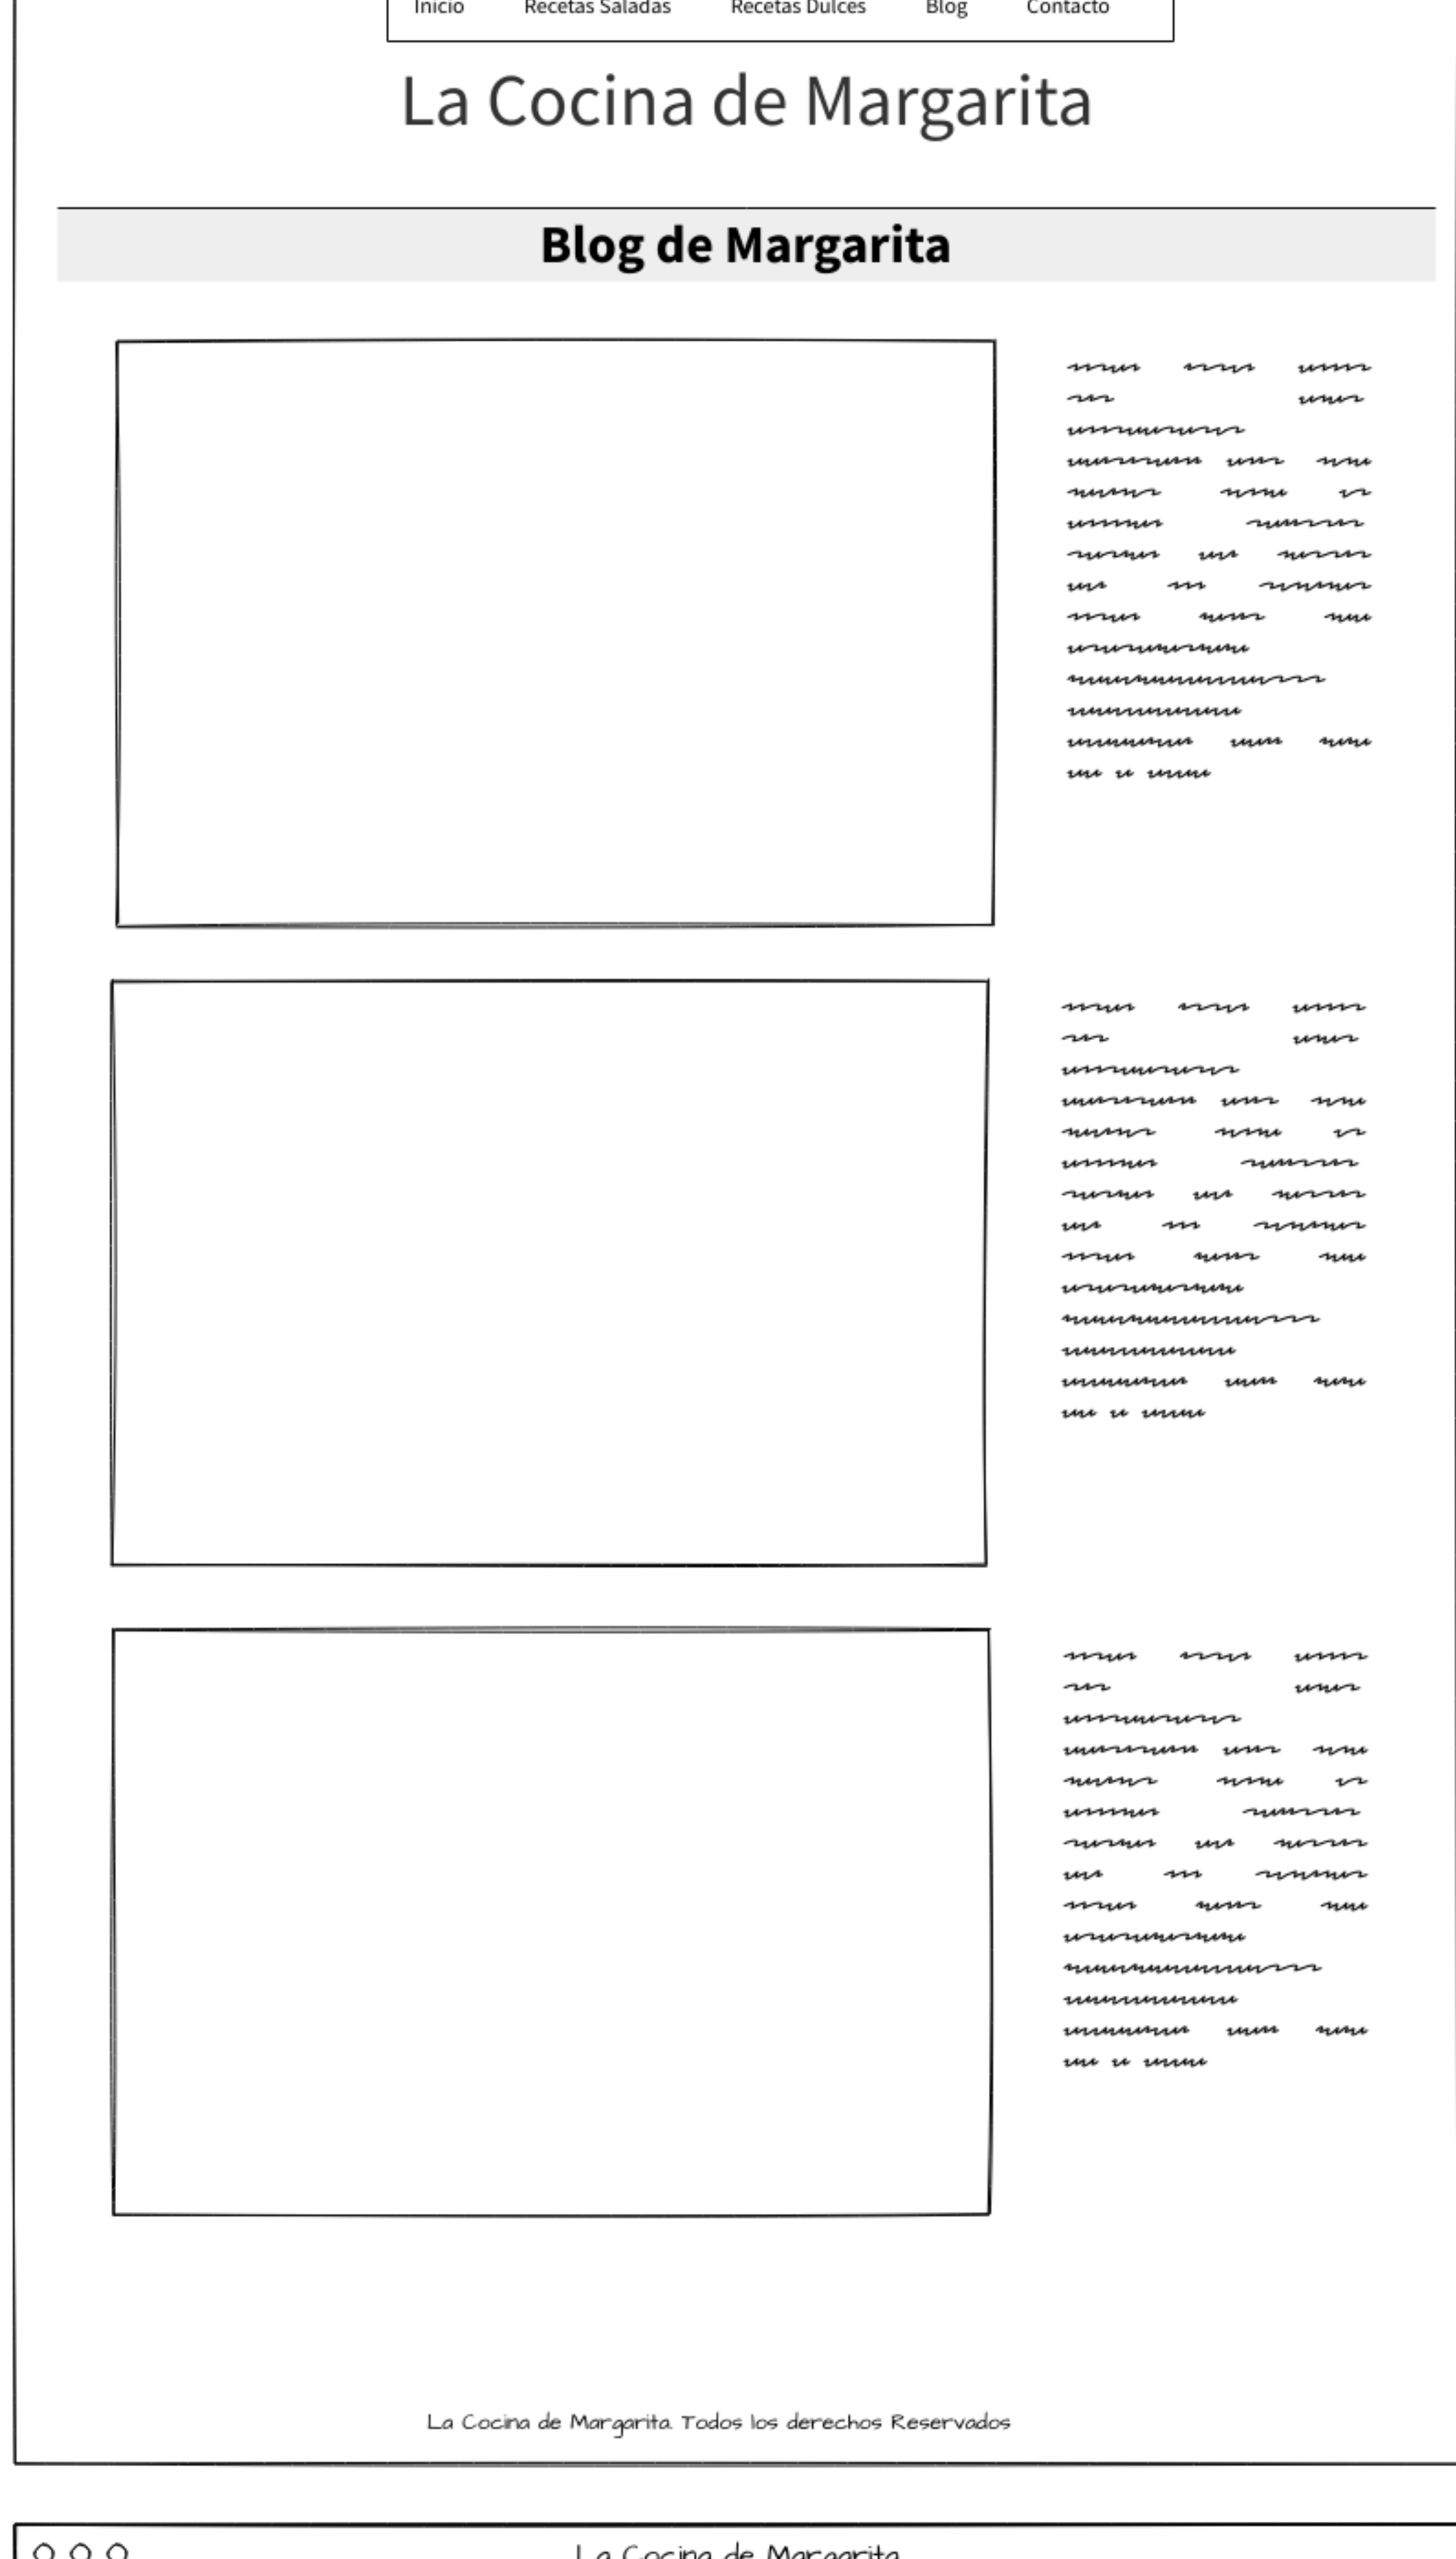 Inicio Recetas Saladas Recetas Dulces Blog Contacto
La Cocina de Margarita
Blog de Margarita
La Cocina de Margarita. Todos los derechos Reservados
La Cocina de Margarita